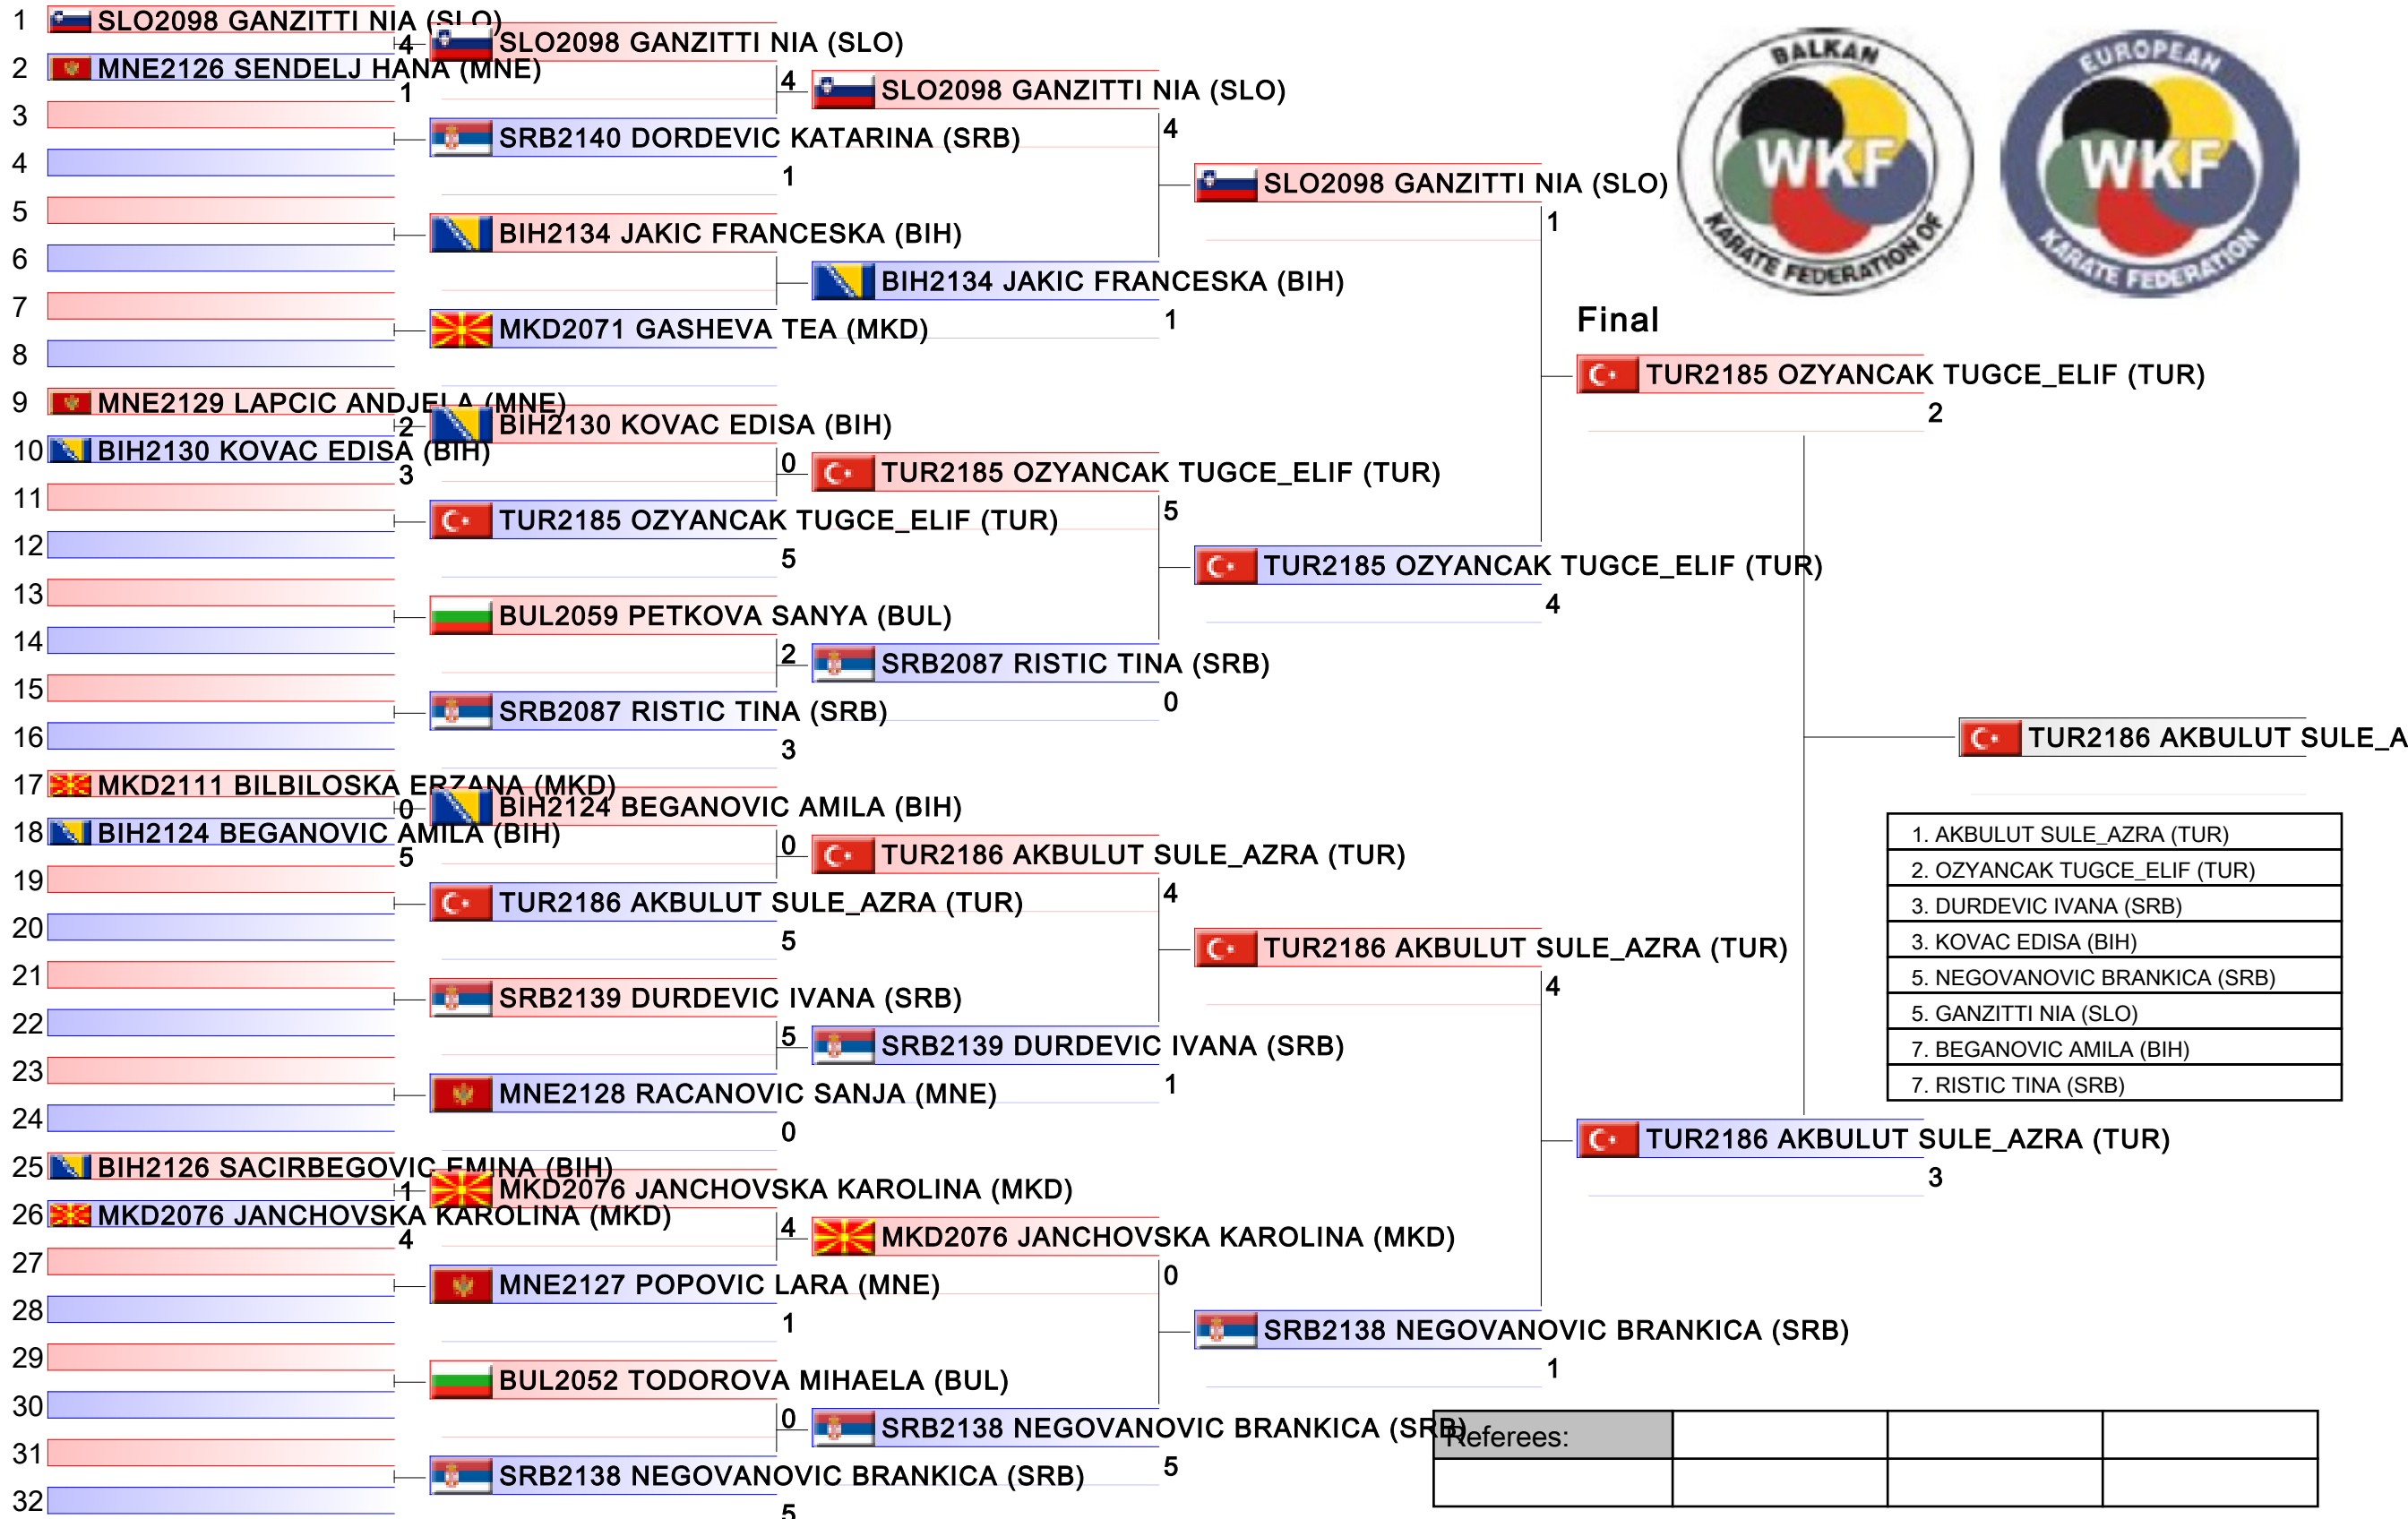 1 SLO2098 GANZITTI NIA (SLO)
4
SLO2098 GANZITTI NIA (SLO)
2 MNE2126 SENDELJ HANA (MNE)
1
4
SLO2098 GANZITTI NIA (SLO)
3
4
SRB2140 DORDEVIC KATARINA (SRB)
4
1
SLO2098 GANZITTI NIA (SLO)
1
5
BIH2134 JAKIC FRANCESKA (BIH)
6
BIH2134 JAKIC FRANCESKA (BIH)
1
7
MKD2071 GASHEVA TEA (MKD)
8
BALKAN
WKF
KARATE FEDERATION OF
EUROPEAN
WKF
KARATE FEDERATION
Final
TUR2185 OZYANCAK TUGCE_ELIF (TUR)
2
9 MNE2129 LAPCIC ANDJELA (MNE)
2
BIH2130 KOVAC EDISA (BIH)
10 BIH2130 KOVAC EDISA (BIH)
3
0
TUR2185 OZYANCAK TUGCE_ELIF (TUR)
5
11
TUR2185 OZYANCAK TUGCE_ELIF (TUR)
12
5
TUR2185 OZYANCAK TUGCE_ELIF (TUR)
4
13
BUL2059 PETKOVA SANYA (BUL)
14
2
SRB2087 RISTIC TINA (SRB)
0
15
SRB2087 RISTIC TINA (SRB)
16
3
TUR2186 AKBULUT SULE_A
17 MKD2111 BILBILOSKA ERZANA (MKD)
0
BIH2124 BEGANOVIC AMILA (BIH)
18 BIH2124 BEGANOVIC AMILA (BIH)
5
0
TUR2186 AKBULUT SULE_AZRA (TUR)
4
19
TUR2186 AKBULUT SULE_AZRA (TUR)
20
5
TUR2186 AKBULUT SULE_AZRA (TUR)
4
21
SRB2139 DURDEVIC IVANA (SRB)
22
5
SRB2139 DURDEVIC IVANA (SRB)
1
23
MNE2128 RACANOVIC SANJA (MNE)
24
0
1. AKBULUT SULE_AZRA (TUR)
2. OZYANCAK TUGCE_ELIF (TUR)
3. DURDEVIC IVANA (SRB)
3. KOVAC EDISA (BIH)
5. NEGOVANOVIC BRANKICA (SRB)
5. GANZITTI NIA (SLO)
7. BEGANOVIC AMILA (BIH)
7. RISTIC TINA (SRB)
TUR2186 AKBULUT SULE_AZRA (TUR)
3
25 BIH2126 SACIRBEGOVIC EMINA (BIH)
1
MKD2076 JANCHOVSKA KAROLINA (MKD)
26 MKD2076 JANCHOVSKA KAROLINA (MKD)
4
4
MKD2076 JANCHOVSKA KAROLINA (MKD)
0
27
MNE2127 POPOVIC LARA (MNE)
28
1
SRB2138 NEGOVANOVIC BRANKICA (SRB)
1
29
BUL2052 TODOROVA MIHAELA (BUL)
30
0
SRB2138 NEGOVANOVIC BRANKICA (SRB)
5
31
SRB2138 NEGOVANOVIC BRANKICA (SRB)
32
5
Referees: